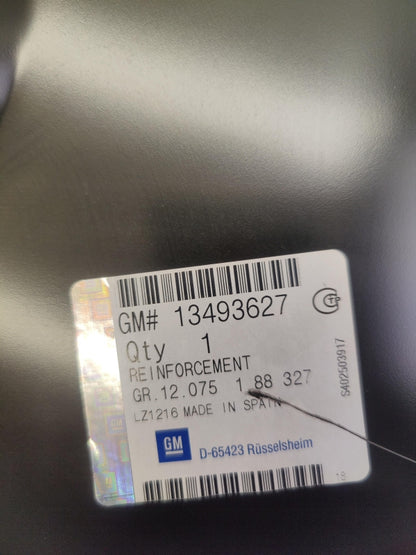 GM# 13493627
Qty 1
REINFORCEMENT
GR.12.075 1 88 327
LZ1216 MADE IN SPAIN
GM D-65423 Rüsselsheim
S402503917